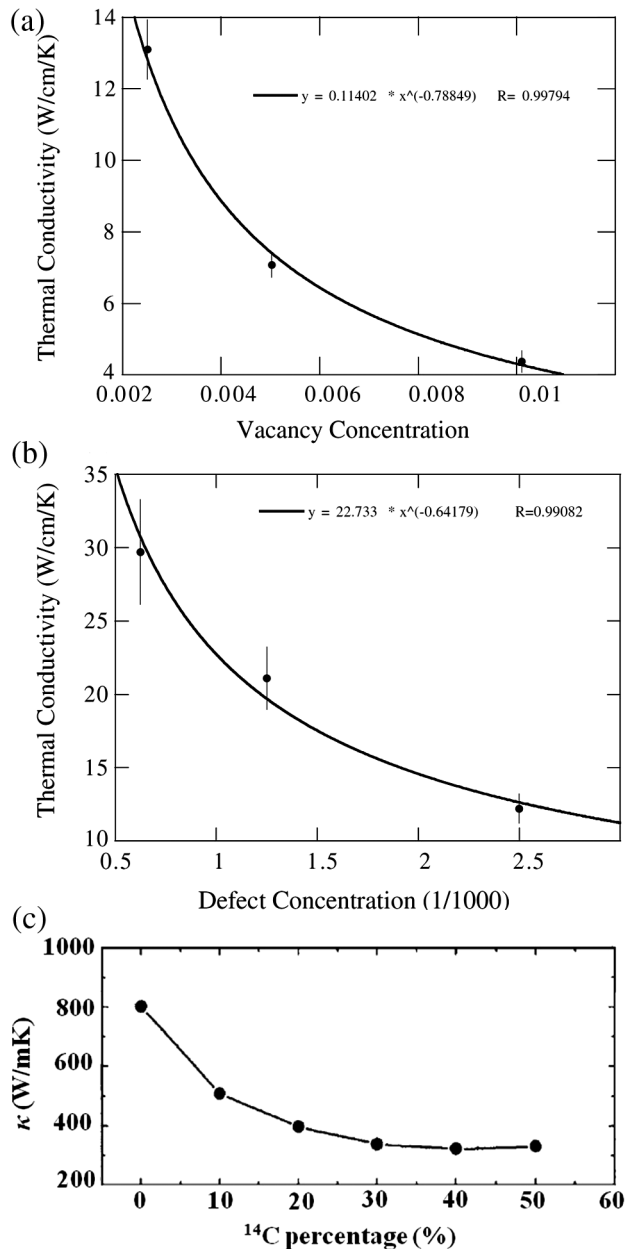 (a)
14
12
10
8
6
4
Thermal Conductivity (W/cm/K)
y = 0.11402 * x^(-0.78849) R= 0.99794
0.002 0.004 0.006 0.008 0.01
Vacancy Concentration
(b)
35
30
25
20
15
10
Thermal Conductivity (W/cm/K)
y = 22.733 * x^(-0.64179) R=0.99082
0.5 1 1.5 2 2.5
Defect Concentration (1/1000)
(c)
1000
800
600
400
200
κ (W/mK)
0 10 20 30 40 50 60
¹⁴C percentage (%)